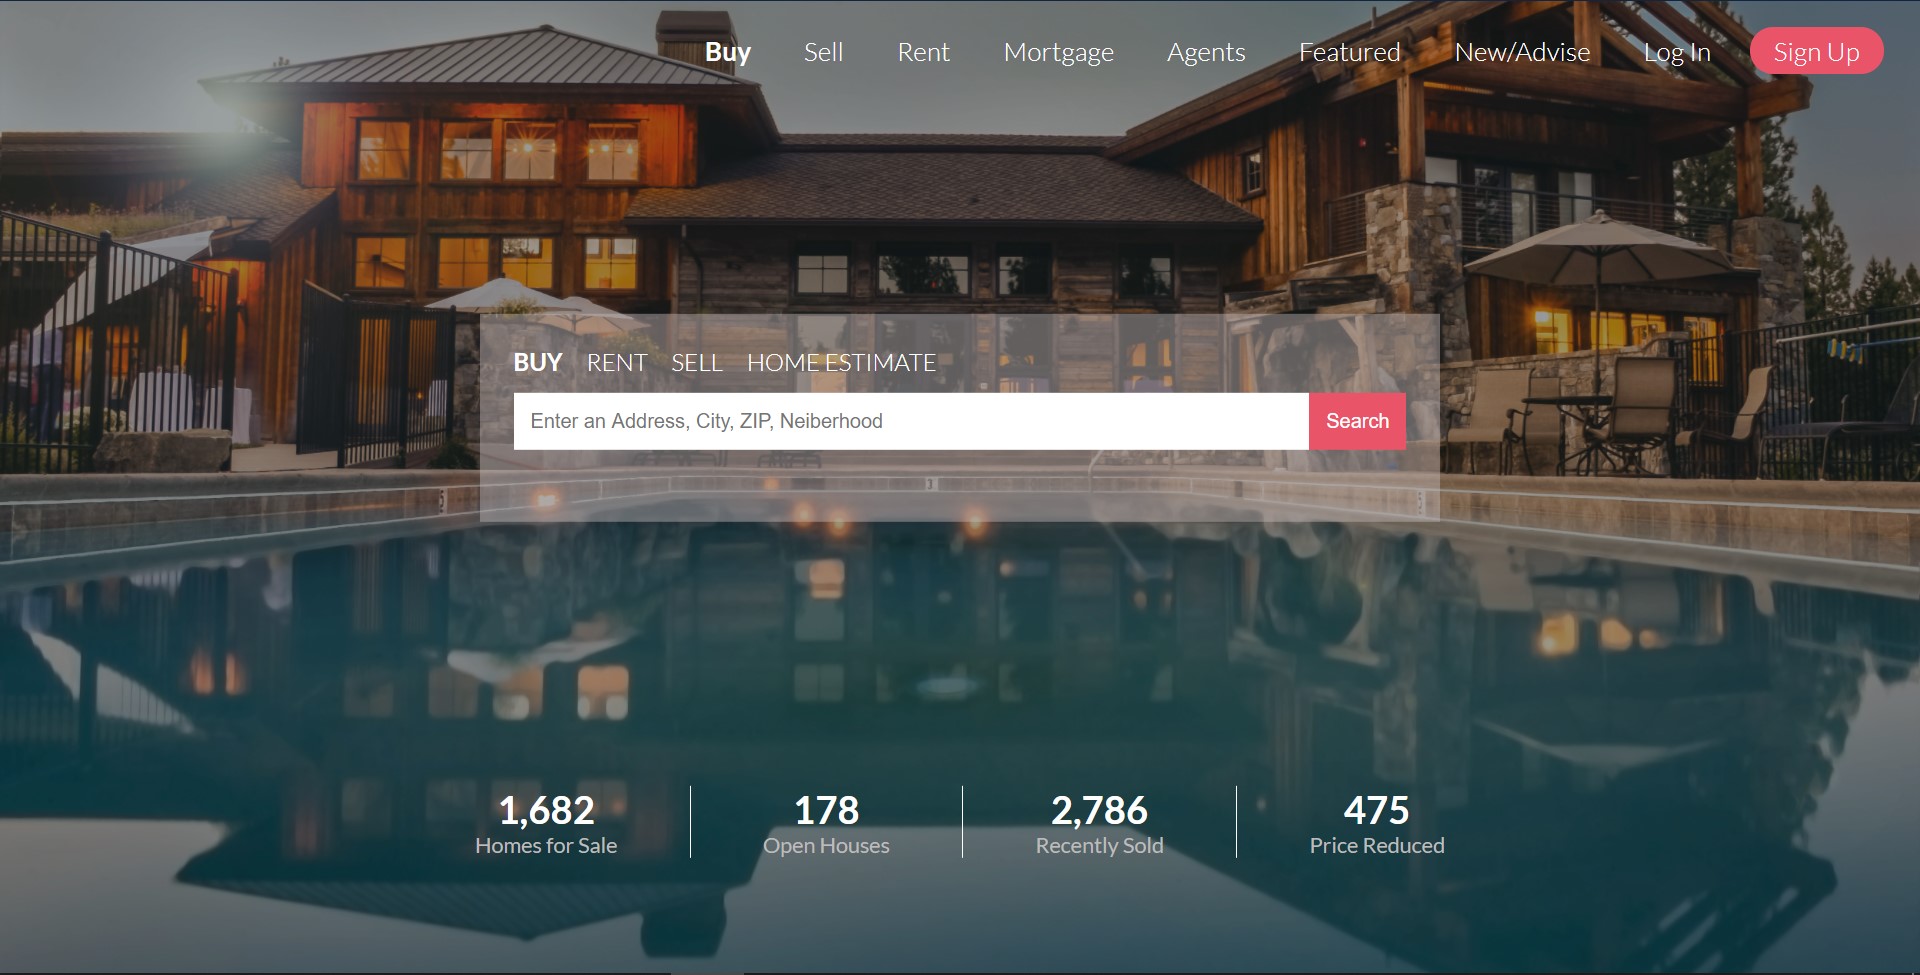 Buy Sell Rent Mortgage Agents Featured New/Advise Log In Sign Up
BUY RENT SELL HOME ESTIMATE
Enter an Address, City, ZIP, Neiberhood Search
1,682 178 2,786 475
Homes for Sale Open Houses Recently Sold Price Reduced